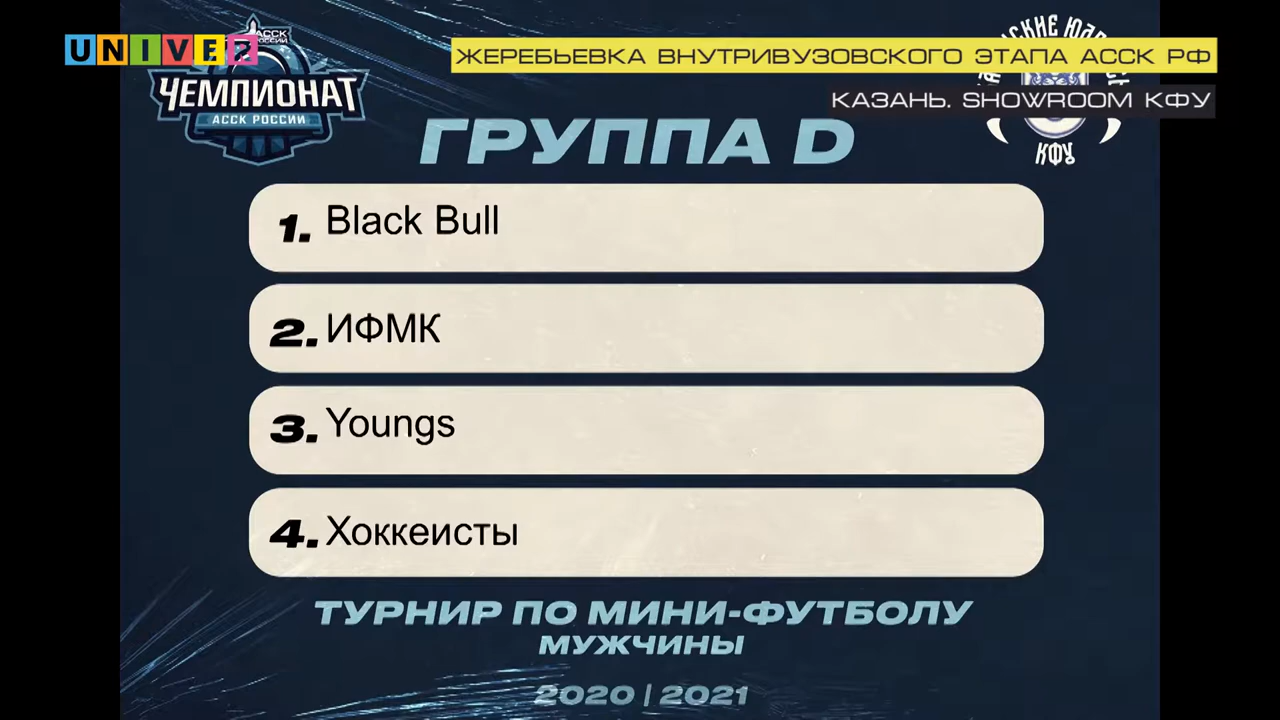 UNIVER
АССК
РОССИИ
ЧЕМПИОНАТ
АССК РОССИИ
ЖЕРЕБЬЕВКА ВНУТРИВУЗОВСКОГО ЭТАПА АССК РФ
КАЗАНЬ. SHOWROOM КФУ
КФУ
ГРУППА D
1. Black Bull
2. ИФМК
3. Youngs
4. Хоккеисты
ТУРНИР ПО МИНИ-ФУТБОЛУ
МУЖЧИНЫ
2020 | 2021